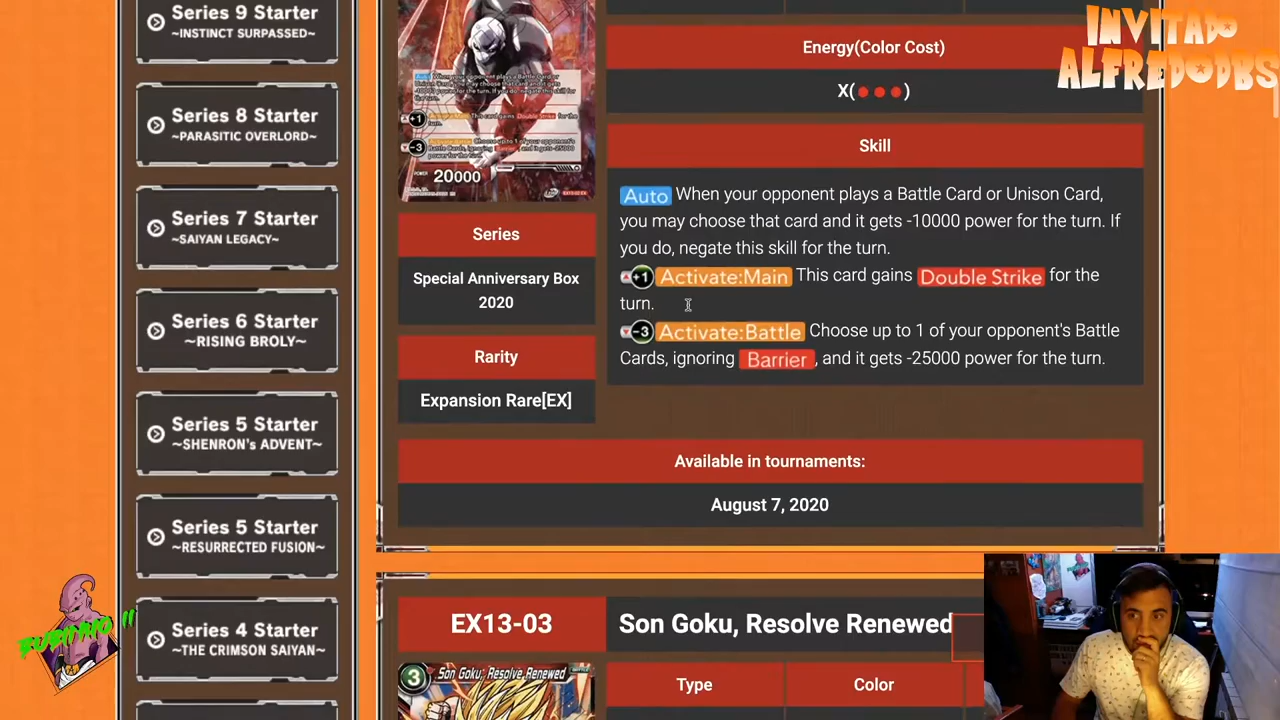 Series 9 Starter
~INSTINCT SURPASSED~
Series 8 Starter
~PARASITIC OVERLORD~
Series 7 Starter
~SAIYAN LEGACY~
Series 6 Starter
~RISING BROLY~
Series 5 Starter
~SHENRON's ADVENT~
Series 5 Starter
~RESURRECTED FUSION~
Series 4 Starter
~THE CRIMSON SAIYAN~
POWER 20000
Series
Special Anniversary Box
2020
Rarity
Expansion Rare[EX]
Energy(Color Cost)
X(●●●)
Skill
Auto When your opponent plays a Battle Card or Unison Card,
you may choose that card and it gets -10000 power for the turn. If
you do, negate this skill for the turn.
+1 Activate:Main This card gains Double Strike for the
turn.
-3 Activate:Battle Choose up to 1 of your opponent's Battle
Cards, ignoring Barrier, and it gets -25000 power for the turn.
Available in tournaments:
August 7, 2020
EX13-03
Son Goku, Resolve Renewed
3 Son Goku, Resolve Renewed
Type
Color
INVITADO
ALFREDODBS